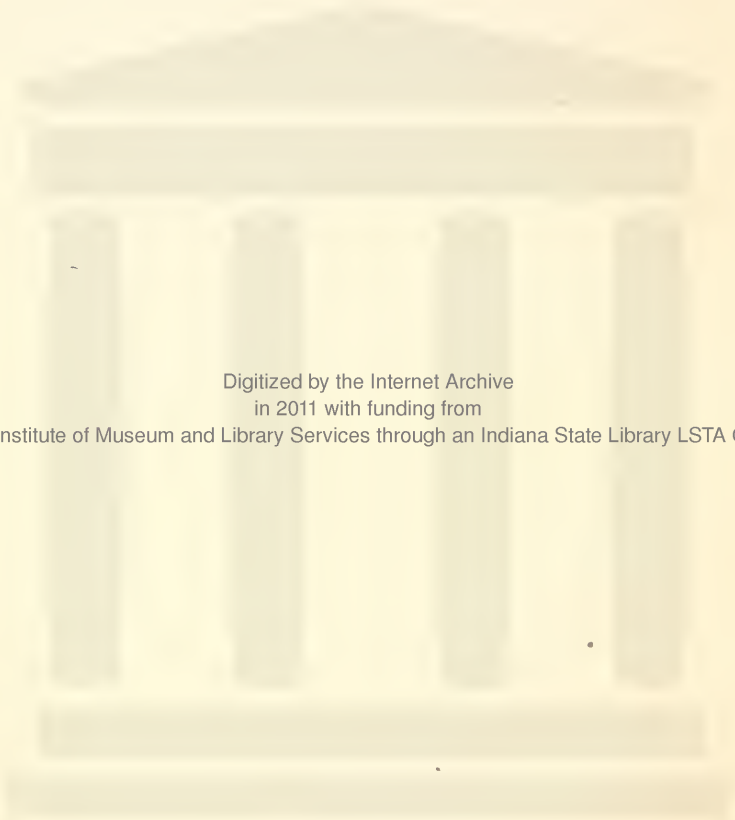 Digitized by the Internet Archive
in 2011 with funding from
nstitute of Museum and Library Services through an Indiana State Library LSTA